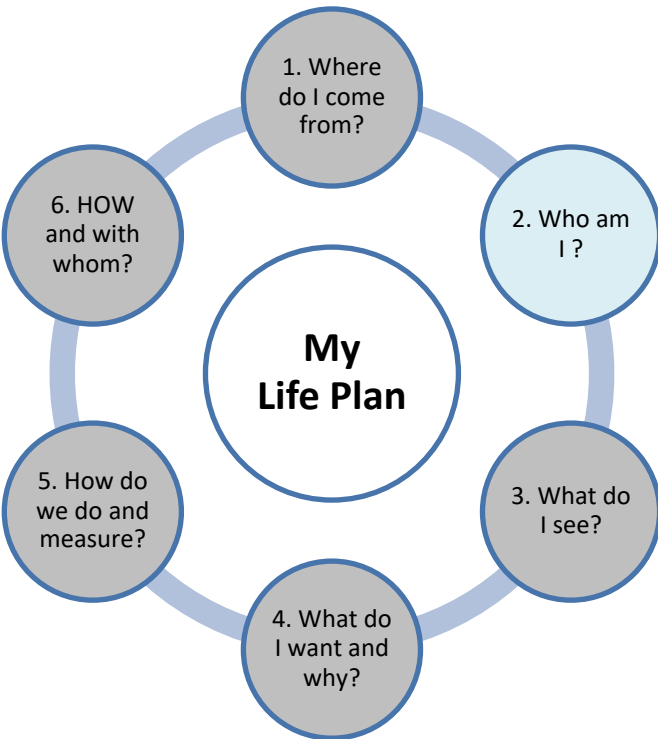 1. Where
do I come
from?
2. Who am
I ?
3. What do
I see?
4. What do
I want and
why?
5. How do
we do and
measure?
6. HOW
and with
whom?
My
Life Plan